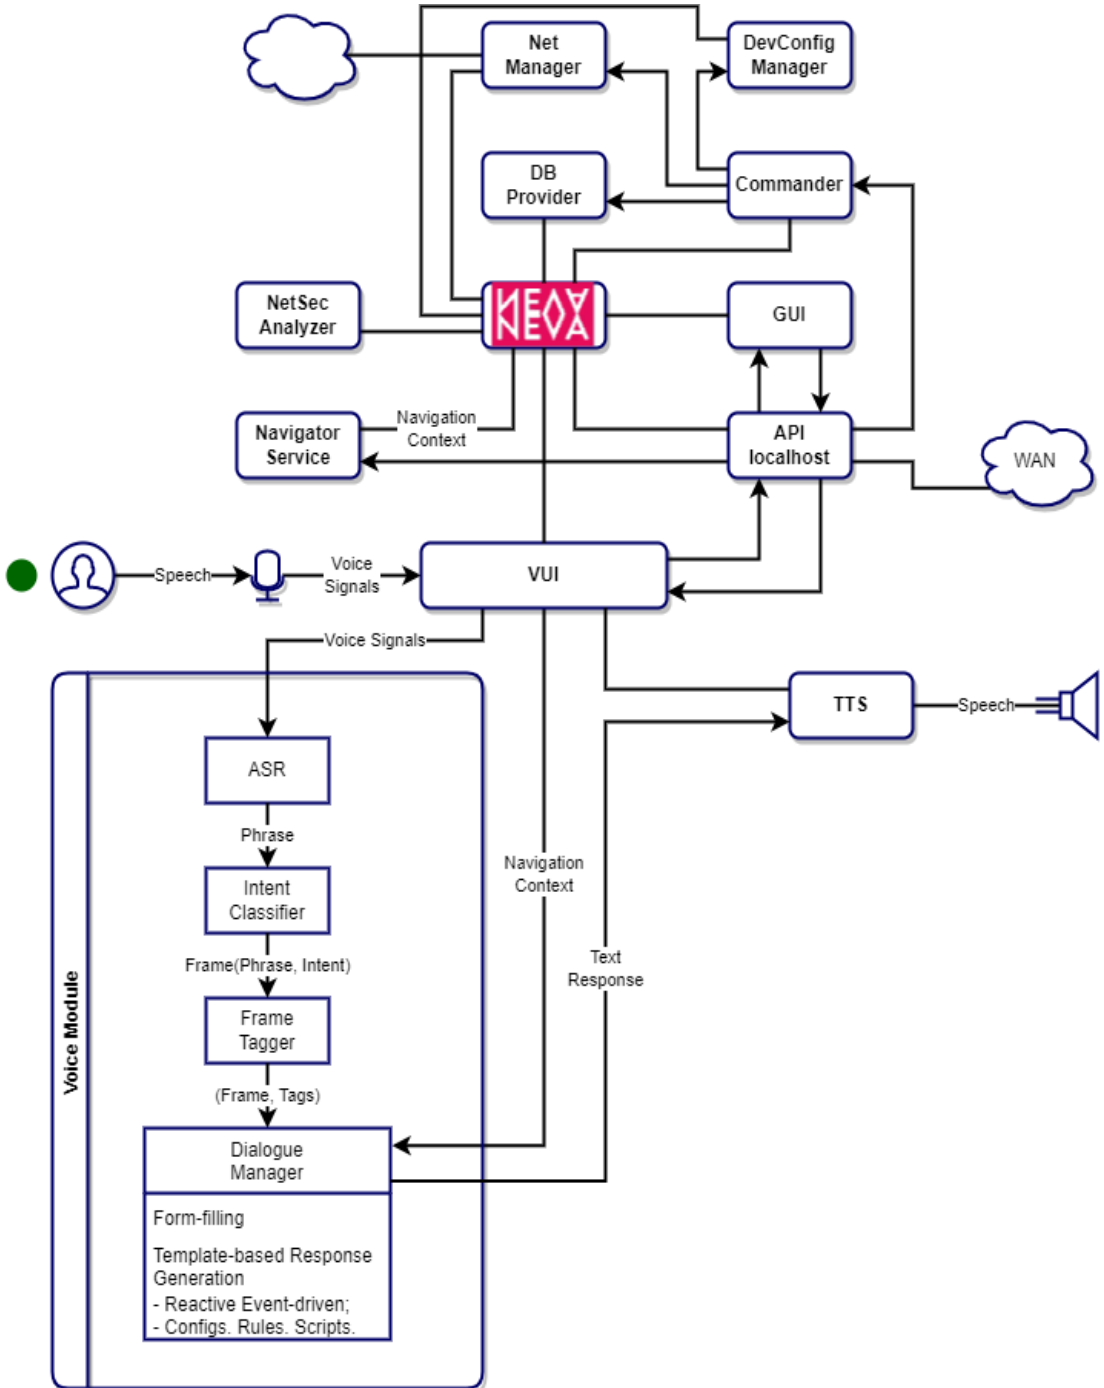 Net
Manager
DevConfig
Manager
DB
Provider
Commander
NetSec
Analyzer
GUI
Navigator
Service
Navigation
Context
API
localhost
WAN
Speech
Voice
Signals
VUI
Voice Signals
TTS
Speech
ASR
Phrase
Intent
Classifier
Frame(Phrase, Intent)
Frame
Tagger
(Frame, Tags)
Navigation
Context
Text
Response
Voice Module
Dialogue
Manager
Form-filling
Template-based Response
Generation
- Reactive Event-driven;
- Configs. Rules. Scripts.